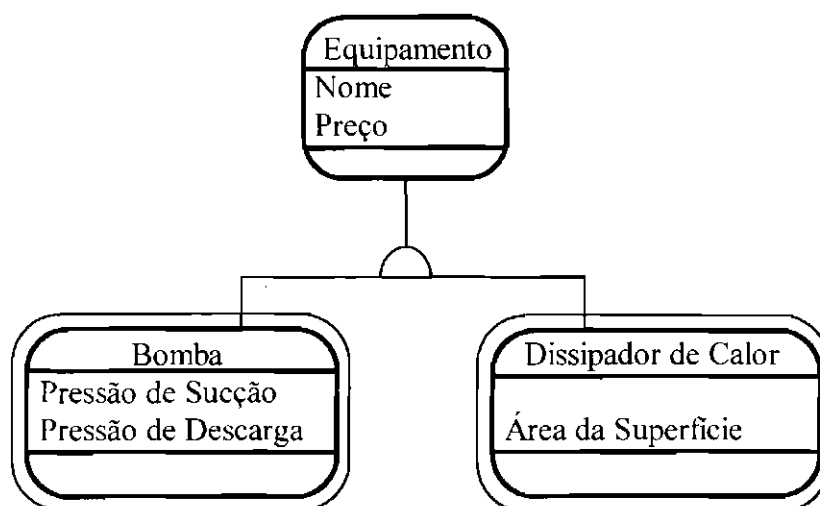 Equipamento
Nome
Preço
Bomba
Pressão de Sucção
Pressão de Descarga
Dissipador de Calor
Área da Superfície